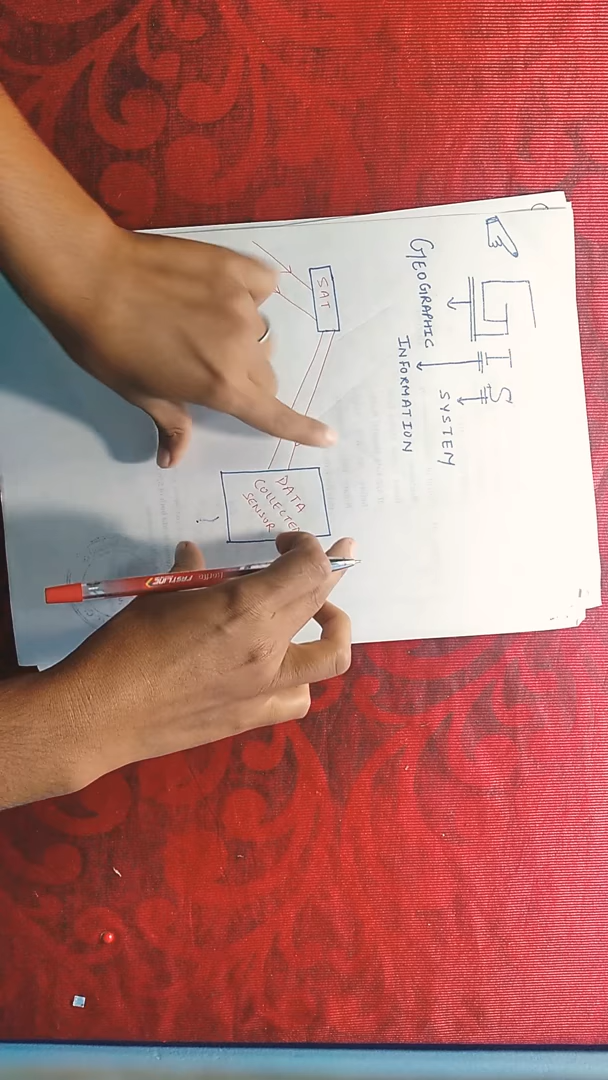 GIS
GEOGRAPHIC
INFORMATION
SYSTEM
SAT
DATA
COLLECTED
SENSOR